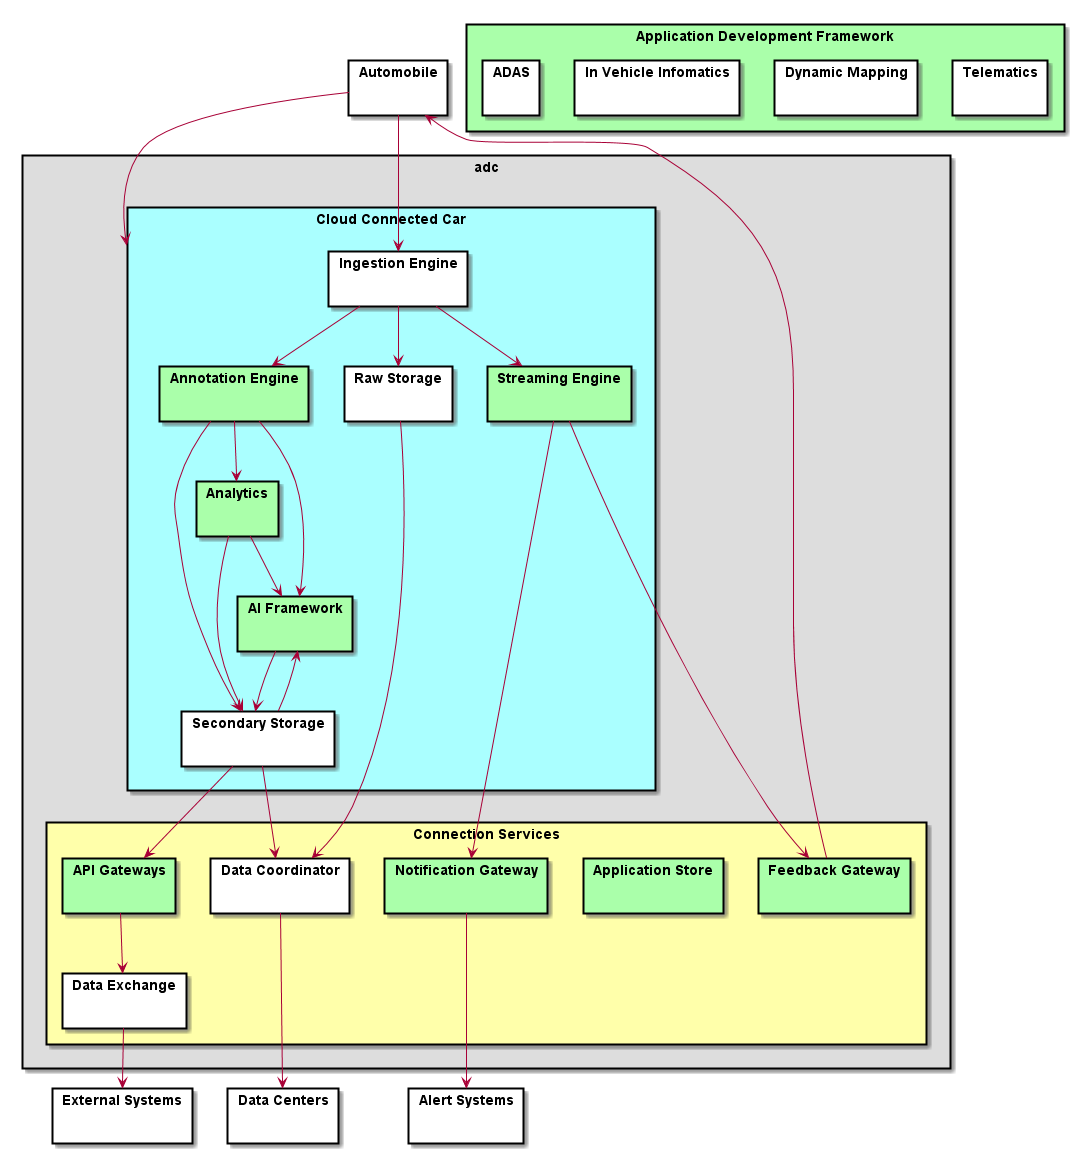 Application Development Framework
Automobile
ADAS
In Vehicle Infomatics
Dynamic Mapping
Telematics
adc
Cloud Connected Car
Ingestion Engine
Annotation Engine
Raw Storage
Streaming Engine
Analytics
AI Framework
Secondary Storage
Connection Services
API Gateways
Data Coordinator
Notification Gateway
Application Store
Feedback Gateway
Data Exchange
External Systems
Data Centers
Alert Systems